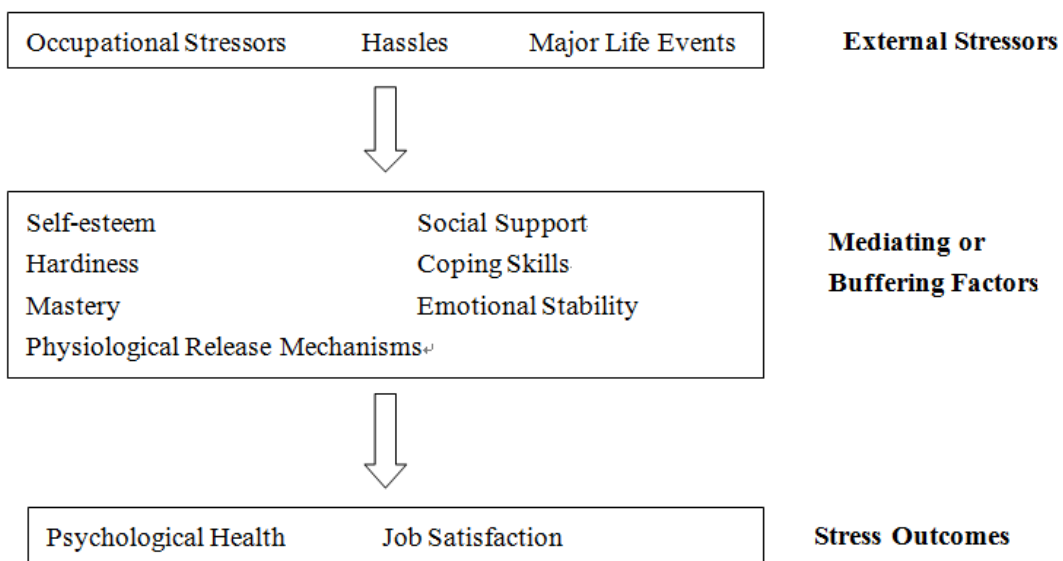 Occupational Stressors Hassles Major Life Events
External Stressors
Self-esteem Social Support
Hardiness Coping Skills
Mastery Emotional Stability
Physiological Release Mechanisms
Mediating or
Buffering Factors
Psychological Health Job Satisfaction
Stress Outcomes